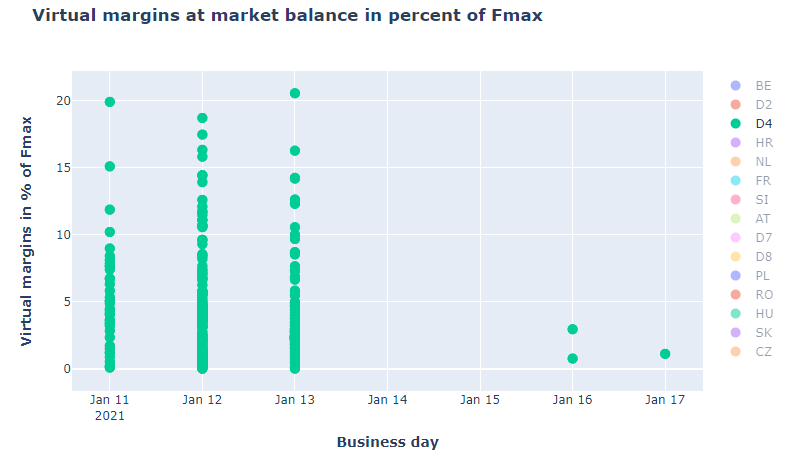 Virtual margins at market balance in percent of Fmax
Virtual margins in % of Fmax
20
15
10
5
0
Jan 11
2021
Jan 12
Jan 13
Jan 14
Jan 15
Jan 16
Jan 17
Business day
BE
D2
D4
HR
NL
FR
SI
AT
D7
D8
PL
RO
HU
SK
CZ